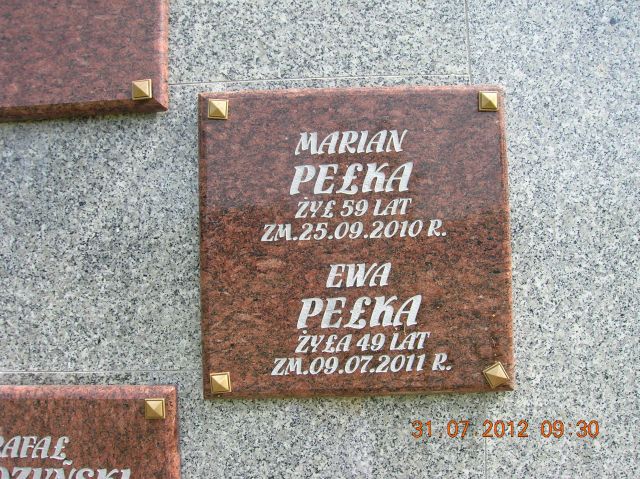 MARIAN
PEŁKA
ŻYŁ 59 LAT
ZM.25.09.2010 R.
EWA
PEŁKA
ŻYŁA 49 LAT
ZM.09.07.2011 R.
31.07.2012 09:30